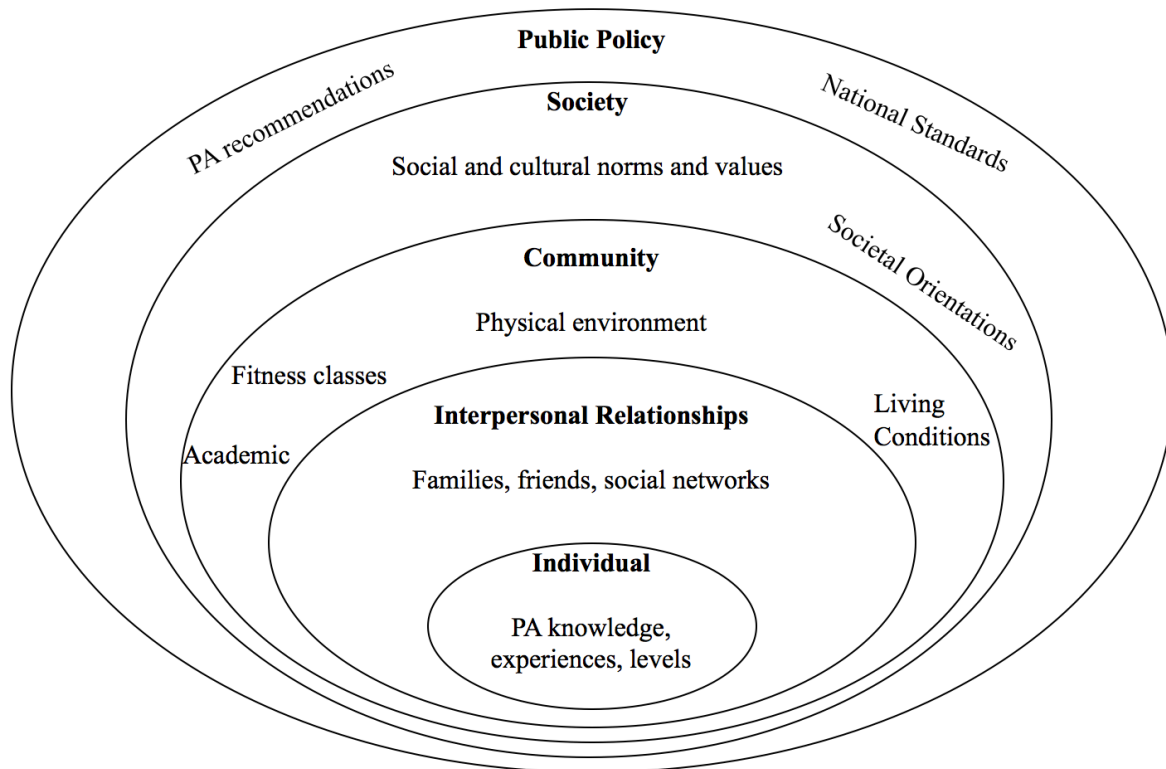 Public Policy
PA recommendations
National Standards
Society
Social and cultural norms and values
Societal Orientations
Community
Physical environment
Fitness classes
Academic
Living
Conditions
Interpersonal Relationships
Families, friends, social networks
Individual
PA knowledge,
experiences, levels